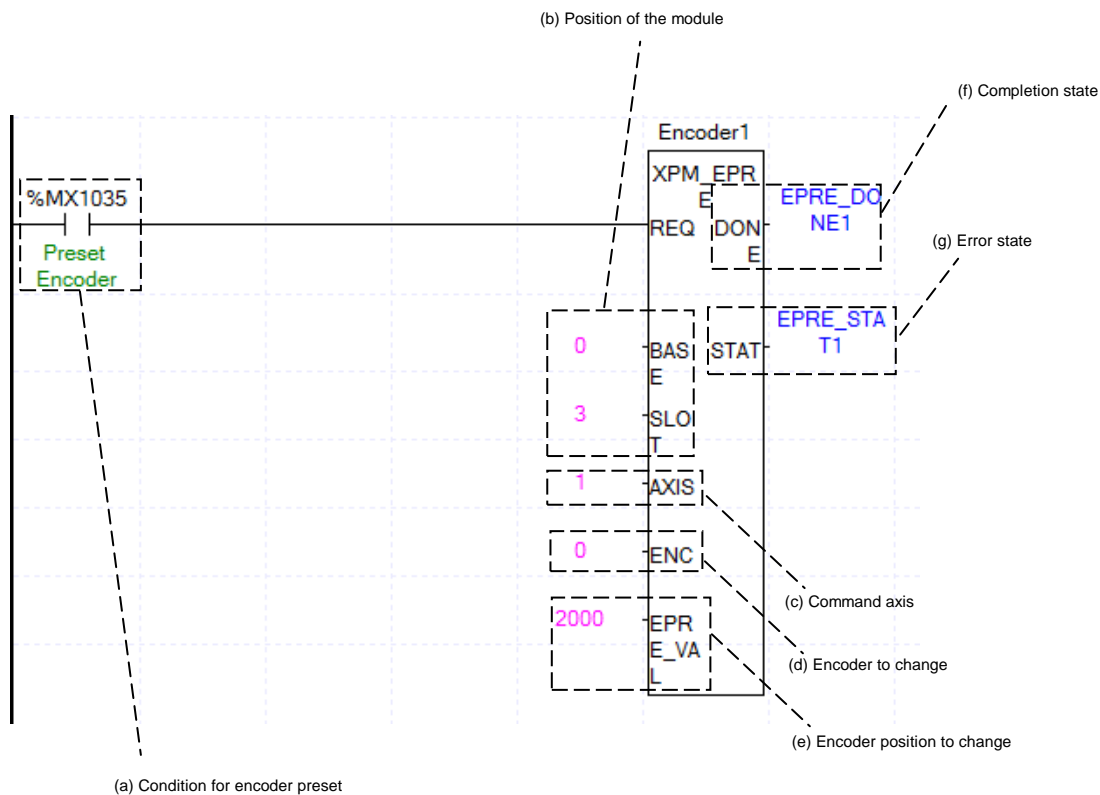 (b) Position of the module
(f) Completion state
Encoder1
XPM_EPR
E
%MX1035
EPRE_DO
NE1
REQ
DON
E
Preset
Encoder
(g) Error state
EPRE_STA
T1
0
BAS
E
STAT
3
SLO
T
1
AXIS
0
ENC
(c) Command axis
2000
EPR
E_VA
L
(d) Encoder to change
(e) Encoder position to change
(a) Condition for encoder preset